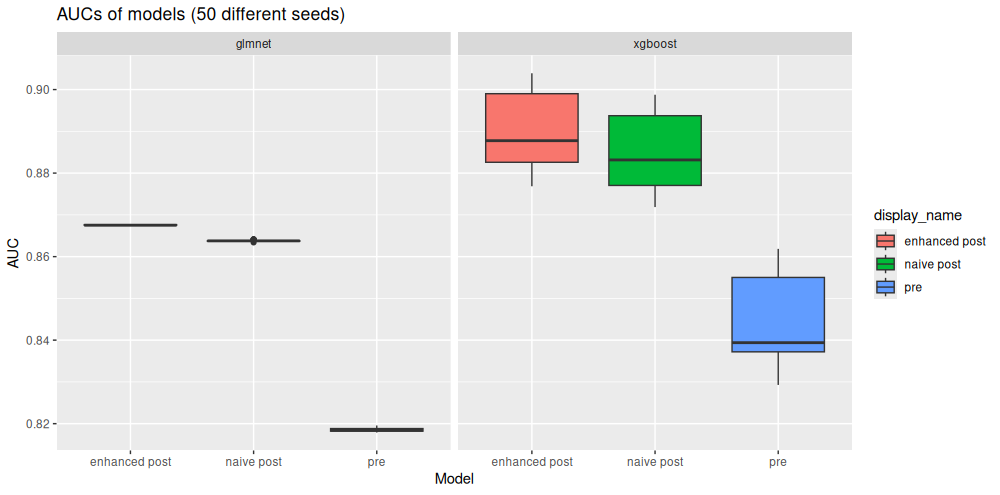 AUCs of models (50 different seeds)
glmnet
xgboost
AUC
0.90
0.88
0.86
0.84
0.82
enhanced post
naive post
pre
enhanced post
naive post
pre
Model
display_name
enhanced post
naive post
pre